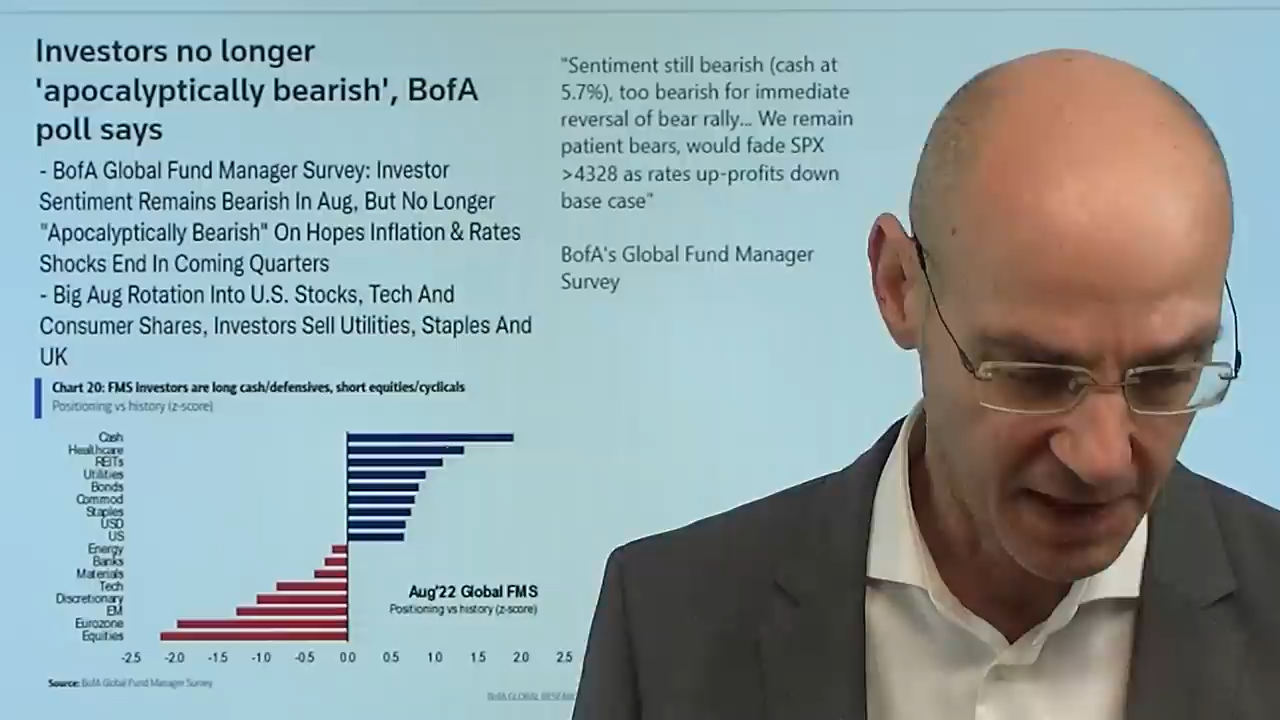 Investors no longer
'apocalyptically bearish', BofA
poll says
- BofA Global Fund Manager Survey: Investor
Sentiment Remains Bearish In Aug, But No Longer
"Apocalyptically Bearish" On Hopes Inflation & Rates
Shocks End In Coming Quarters
- Big Aug Rotation Into U.S. Stocks, Tech And
Consumer Shares, Investors Sell Utilities, Staples And
UK
"Sentiment still bearish (cash at
5.7%), too bearish for immediate
reversal of bear rally... We remain
patient bears, would fade SPX
>4328 as rates up-profits down
base case"
BofA's Global Fund Manager
Survey
Chart 20: FMS investors are long cash/defensives, short equities/cyclicals
Positioning vs history (z-score)
Cash
Healthcare
REITs
Utilities
Bonds
Commod
Staples
USD
US
Energy
Banks
Materials
Tech
Discretionary
EM
Eurozone
Equities
Aug'22 Global FMS
Positioning vs history (z-score)
-2.5 -2.0 -1.5 -1.0 -0.5 0.0 0.5 1.0 1.5 2.0 2.5
Source: BofA Global Fund Manager Survey
BofA GLOBAL